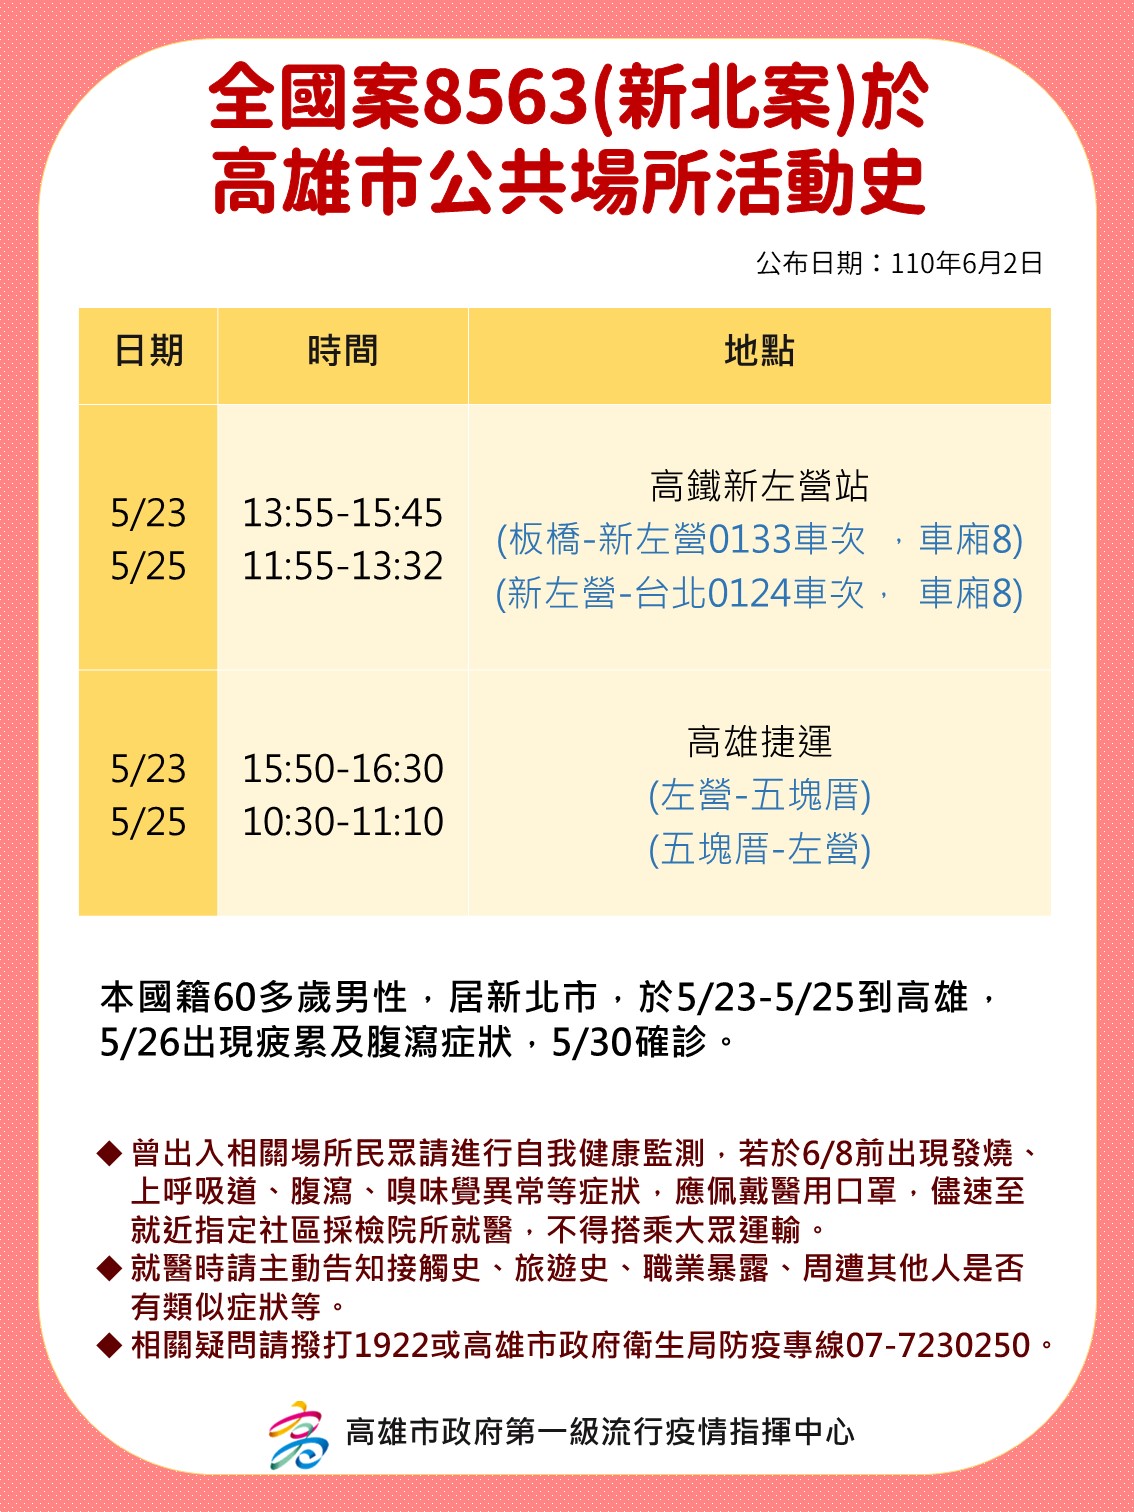 全國案8563(新北案)於
高雄市公共場所活動史
公布日期：110年6月2日
日期 時間 地點
5/23 13:55-15:45
5/25 11:55-13:32
高鐵新左營站
(板橋-新左營0133車次 ，車廂8)
(新左營-台北0124車次， 車廂8)
5/23 15:50-16:30
5/25 10:30-11:10
高雄捷運
(左營-五塊厝)
(五塊厝-左營)
本國籍60多歲男性，居新北市，於5/23-5/25到高雄，
5/26出現疲累及腹瀉症狀，5/30確診。
◆曾出入相關場所民眾請進行自我健康監測，若於6/8前出現發燒、
上呼吸道、腹瀉、嗅味覺異常等症狀，應佩戴醫用口罩，儘速至
就近指定社區採檢院所就醫，不得搭乘大眾運輸。
◆就醫時請主動告知接觸史、旅遊史、職業暴露、周遭其他人是否
有類似症狀等。
◆相關疑問請撥打1922或高雄市政府衛生局防疫專線07-7230250。
高雄市政府第一級流行疫情指揮中心